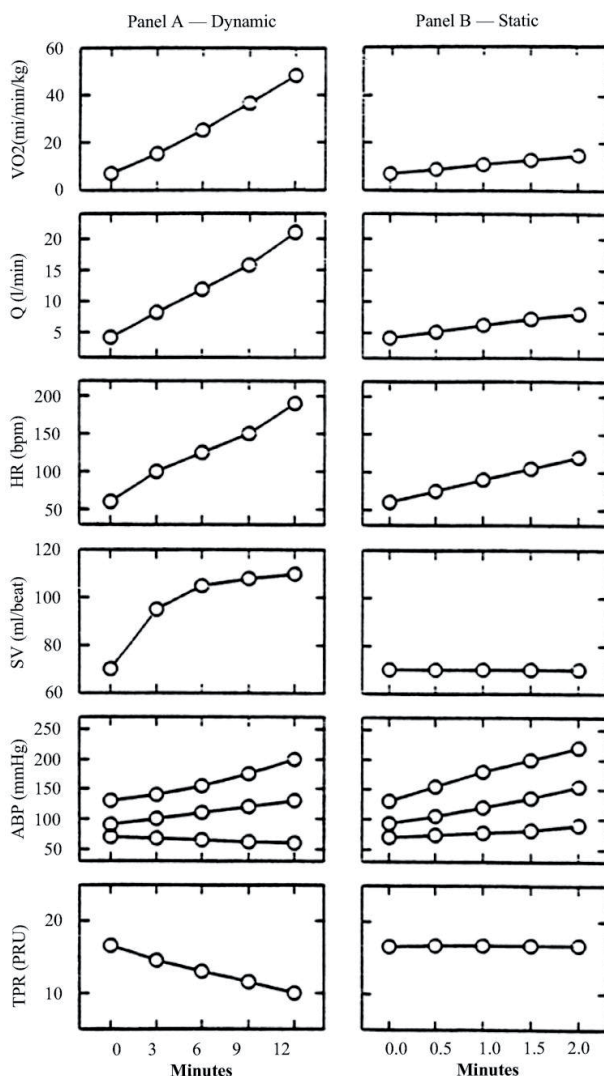 Panel A — Dynamic
Panel B — Static
VO2(mi/min/kg)
60
40
20
0
Q (l/min)
20
15
10
5
HR (bpm)
200
150
100
50
SV (ml/beat)
120
100
80
60
ABP (mmHg)
250
200
150
100
50
TPR (PRU)
20
10
0 3 6 9 12
Minutes
0.0 0.5 1.0 1.5 2.0
Minutes